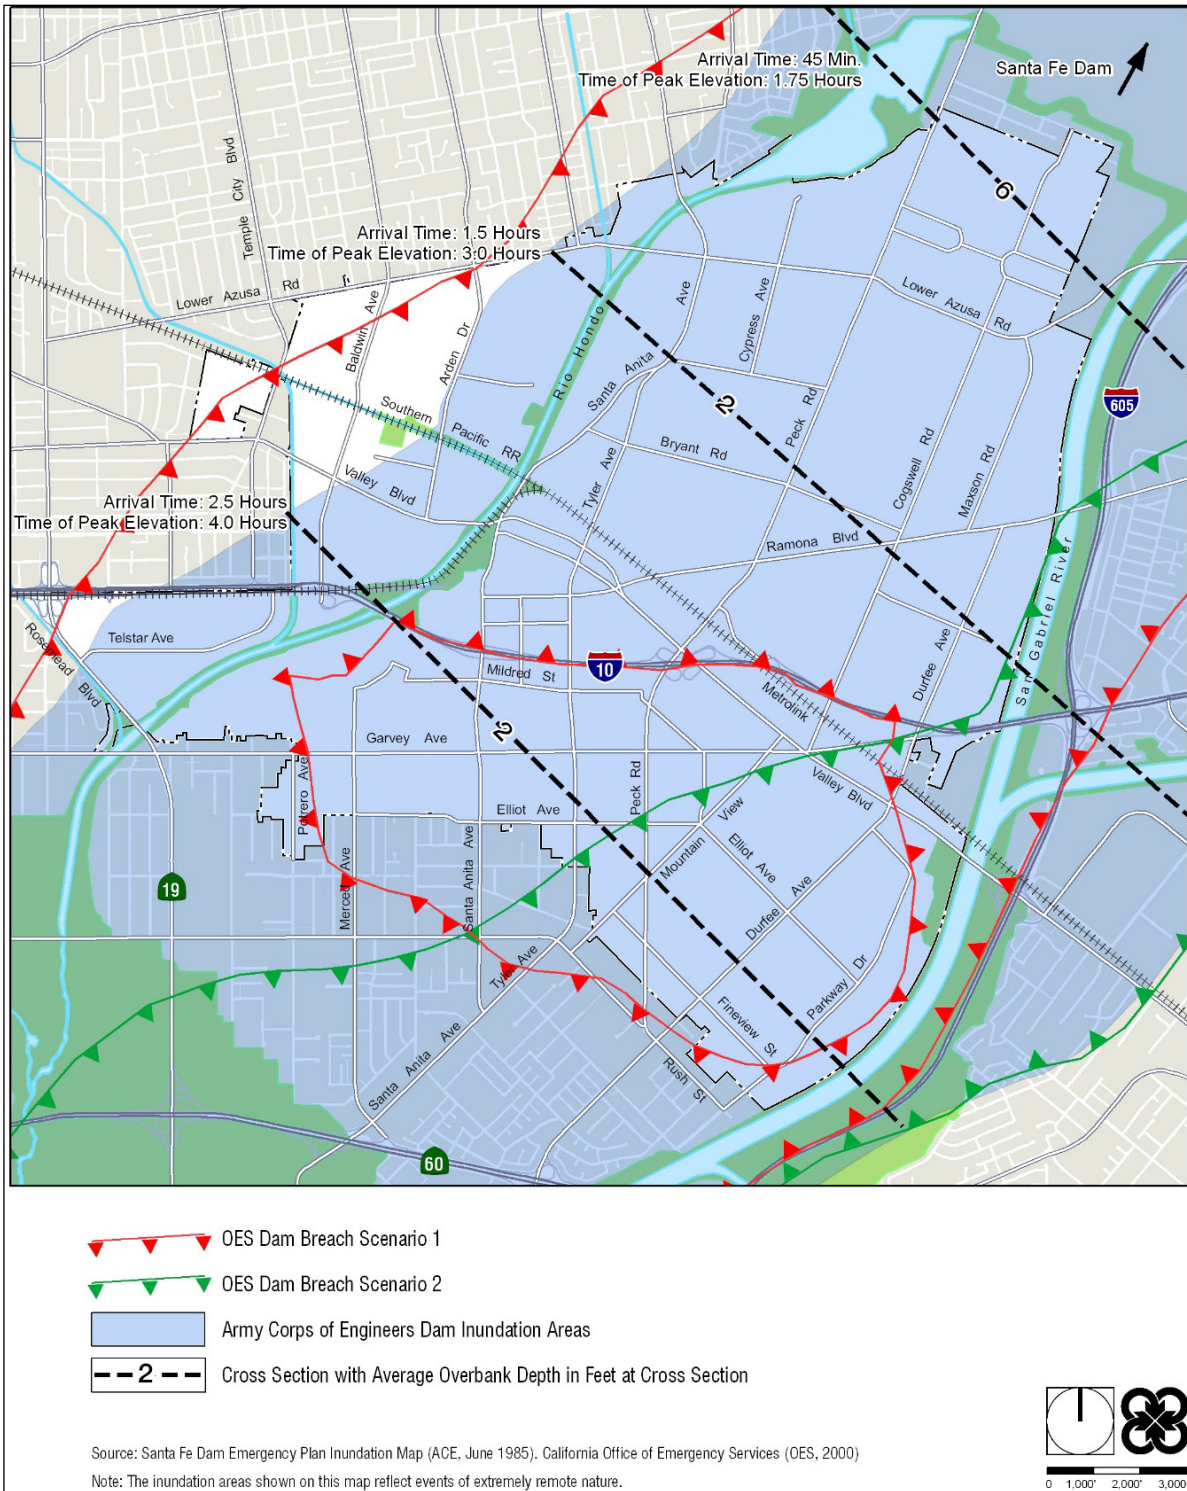 Arrival Time: 45 Min.
Time of Peak Elevation: 1.75 Hours
Santa Fe Dam
Temple City Blvd
6
Arrival Time: 1.5 Hours
Time of Peak Elevation: 3.0 Hours
Lower Azusa Rd
Baldwin Ave
Arden Dr
Rio Hondo
Santa Anita Ave
Cypress Ave
Lower Azusa Rd
2
605
Southern Pacific RR
Peck Rd
Bryant Rd
Tyler Ave
Cogswell Rd
Maxson Rd
Valley Blvd
Arrival Time: 2.5 Hours
Time of Peak Elevation: 4.0 Hours
Ramona Blvd
San Gabriel River
Rosemead Blvd
Telstar Ave
Durfee Ave
10
Mildred St
Metrolink
2
Garvey Ave
Potrero Ave
Peck Rd
Valley Blvd
Elliot Ave
Mountain View
Elliot Ave
19
Merced Ave
Santa Anita Ave
Durfee Ave
Tyler Ave
Parkway Dr
Fineview St
Santa Anita Ave
Rush St
60
OES Dam Breach Scenario 1
OES Dam Breach Scenario 2
Army Corps of Engineers Dam Inundation Areas
2 Cross Section with Average Overbank Depth in Feet at Cross Section
Source: Santa Fe Dam Emergency Plan Inundation Map (ACE, June 1985). California Office of Emergency Services (OES, 2000)
Note: The inundation areas shown on this map reflect events of extremely remote nature.
0 1,000' 2,000' 3,000'